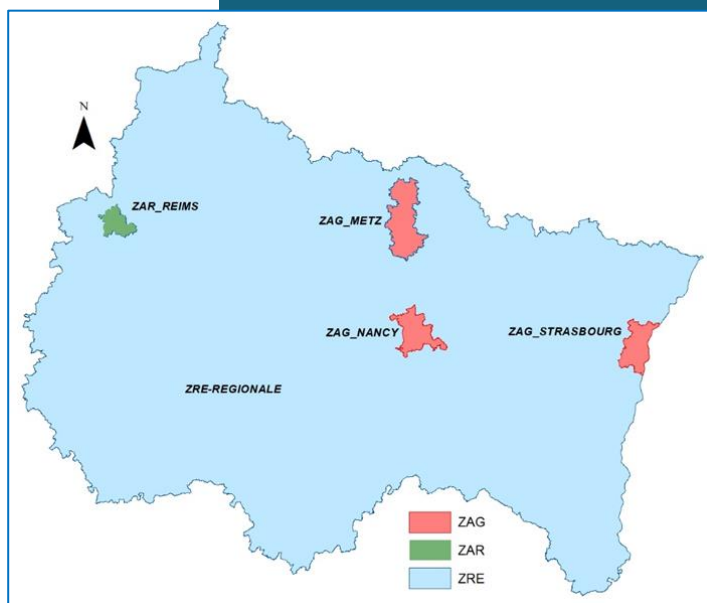 N
ZAR_REIMS
ZAG_METZ
ZAG_NANCY
ZAG_STRASBOURG
ZRE-REGIONALE
ZAG
ZAR
ZRE